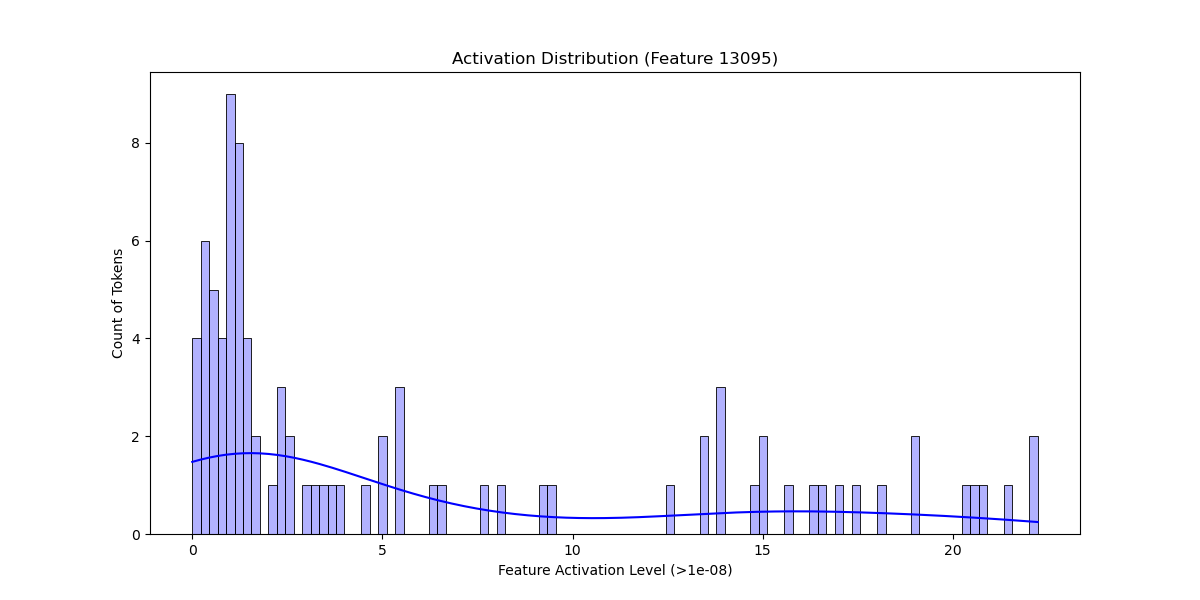 Activation Distribution (Feature 13095)
Count of Tokens
8
6
4
2
0
0 5 10 15 20
Feature Activation Level (>1e-08)